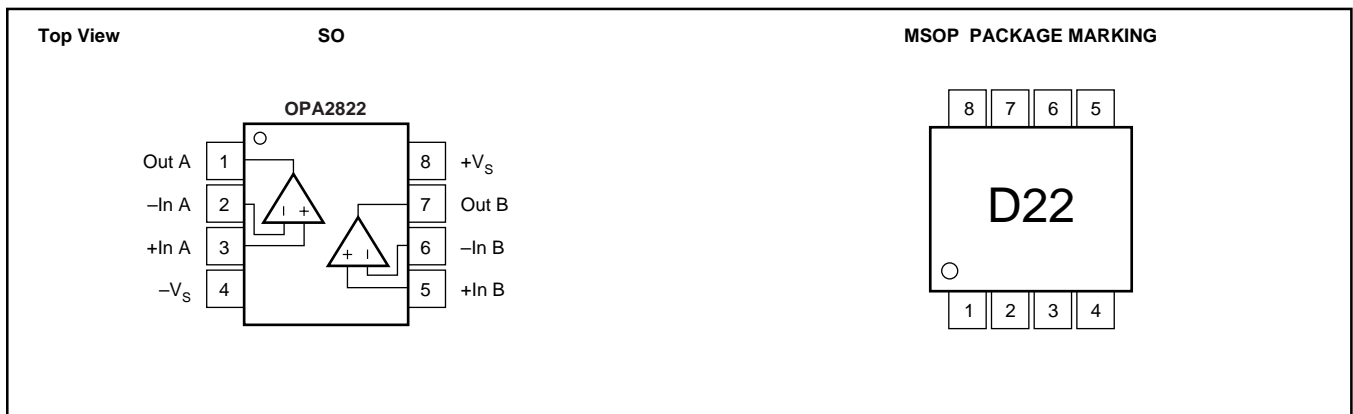 Top View
SO
MSOP PACKAGE MARKING
OPA2822
Out A 1
–In A 2
+In A 3
–VS 4
8 +VS
7 Out B
6 –In B
5 +In B
– +
+ –
8 7 6 5
D22
1 2 3 4